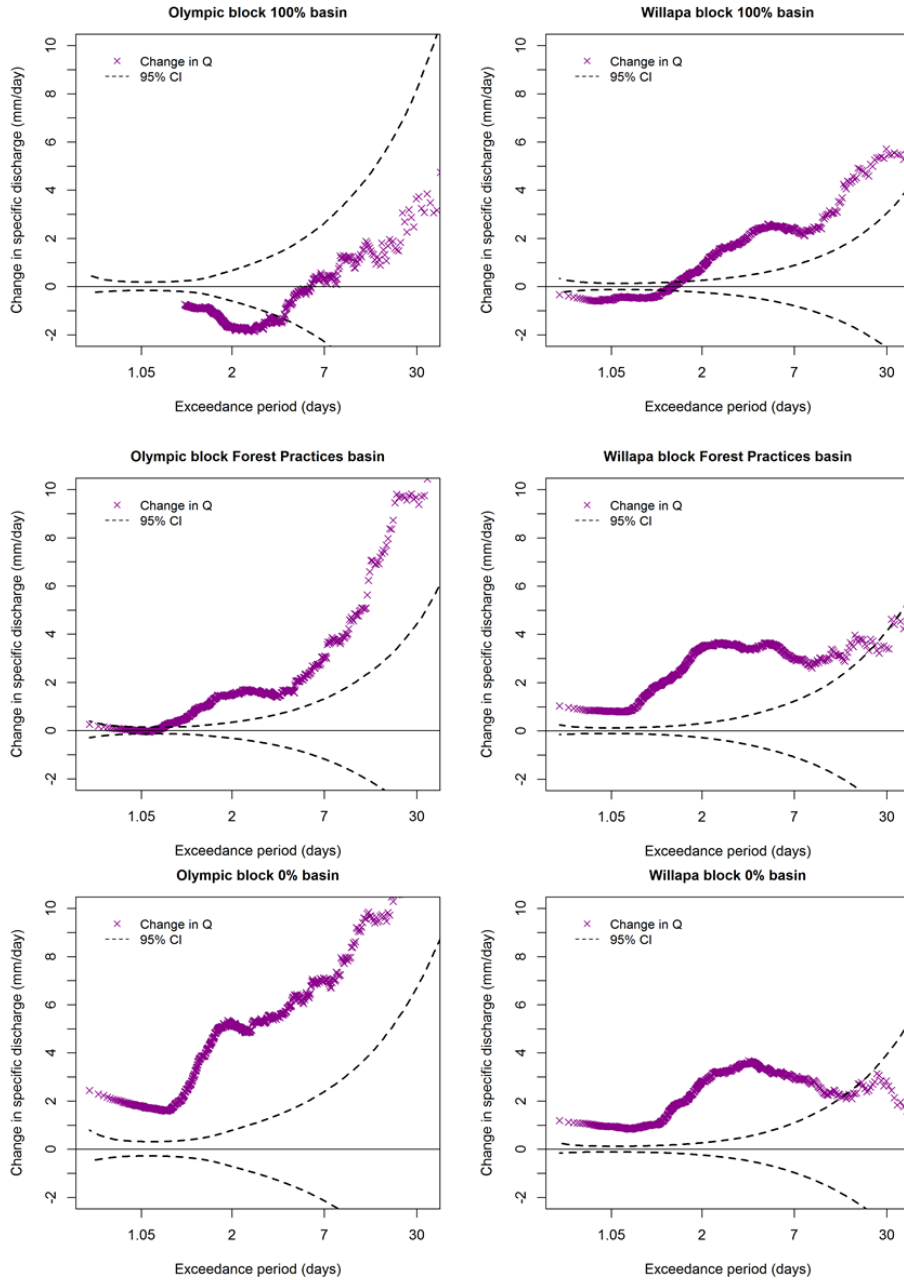 Olympic block 100% basin
Change in specific discharge (mm/day)
10
8
6
4
2
0
-2
× Change in Q
95% CI
1.05 2 7 30
Exceedance period (days)
Willapa block 100% basin
Change in specific discharge (mm/day)
10
8
6
4
2
0
-2
× Change in Q
95% CI
1.05 2 7 30
Exceedance period (days)
Olympic block Forest Practices basin
Change in specific discharge (mm/day)
10
8
6
4
2
0
-2
× Change in Q
95% CI
1.05 2 7 30
Exceedance period (days)
Willapa block Forest Practices basin
Change in specific discharge (mm/day)
10
8
6
4
2
0
-2
× Change in Q
95% CI
1.05 2 7 30
Exceedance period (days)
Olympic block 0% basin
Change in specific discharge (mm/day)
10
8
6
4
2
0
-2
× Change in Q
95% CI
1.05 2 7 30
Exceedance period (days)
Willapa block 0% basin
Change in specific discharge (mm/day)
10
8
6
4
2
0
-2
× Change in Q
95% CI
1.05 2 7 30
Exceedance period (days)